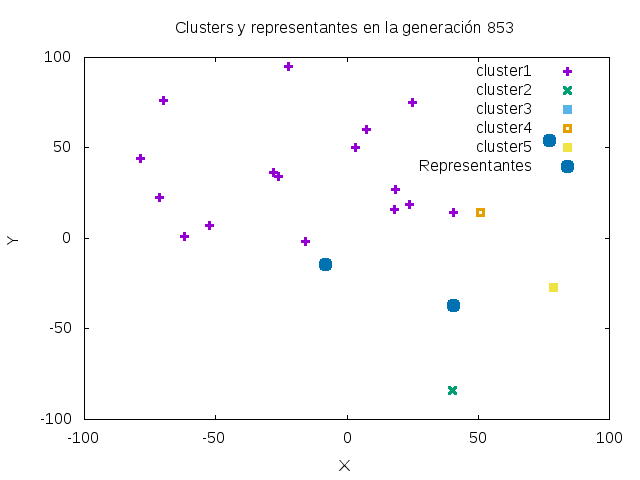 Clusters y representantes en la generación 853
100
50
0
-50
-100
-100 -50 0 50 100
Y
X
cluster1
cluster2
cluster3
cluster4
cluster5
Representantes